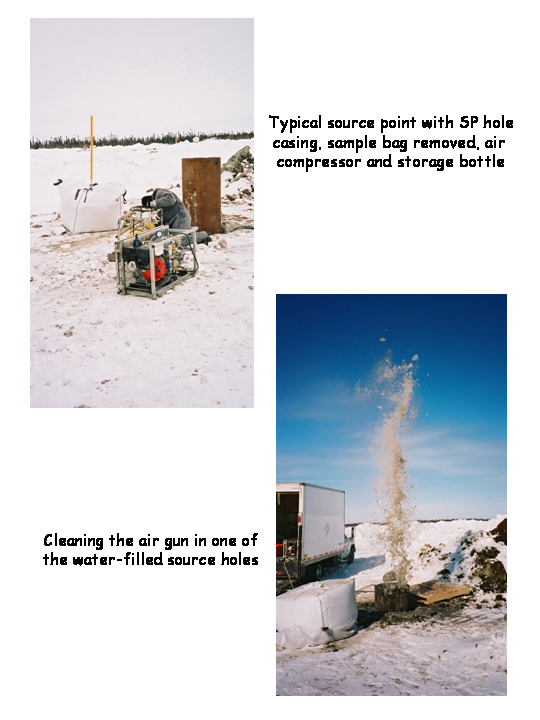 Typical source point with SP hole
casing, sample bag removed, air
compressor and storage bottle
Cleaning the air gun in one of
the water-filled source holes